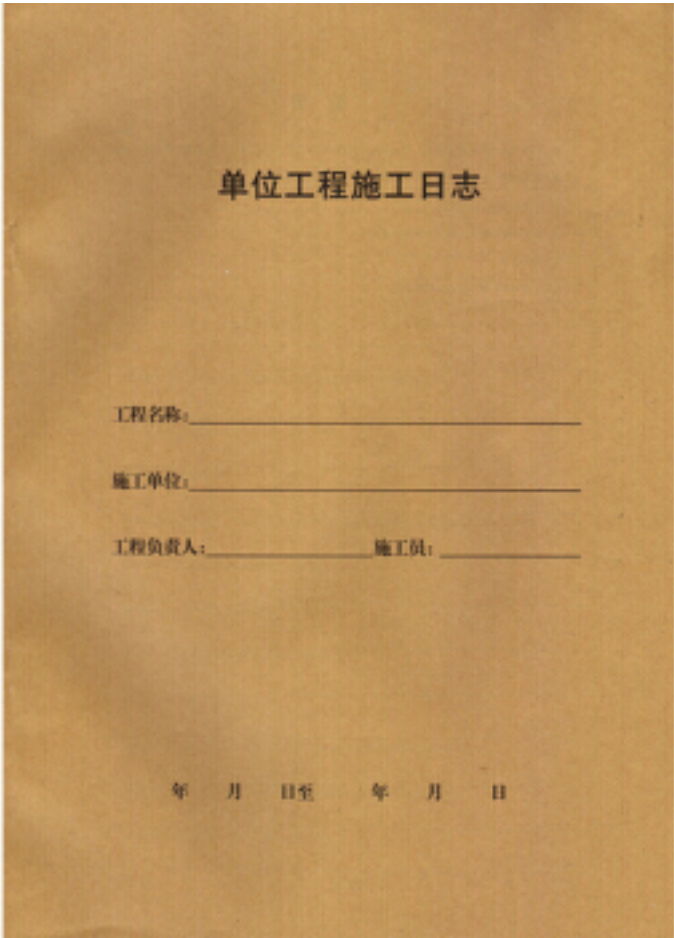 单位工程施工日志
工程名称：
施工单位：
工程负责人： 施工员：
年 月 日至 年 月 日